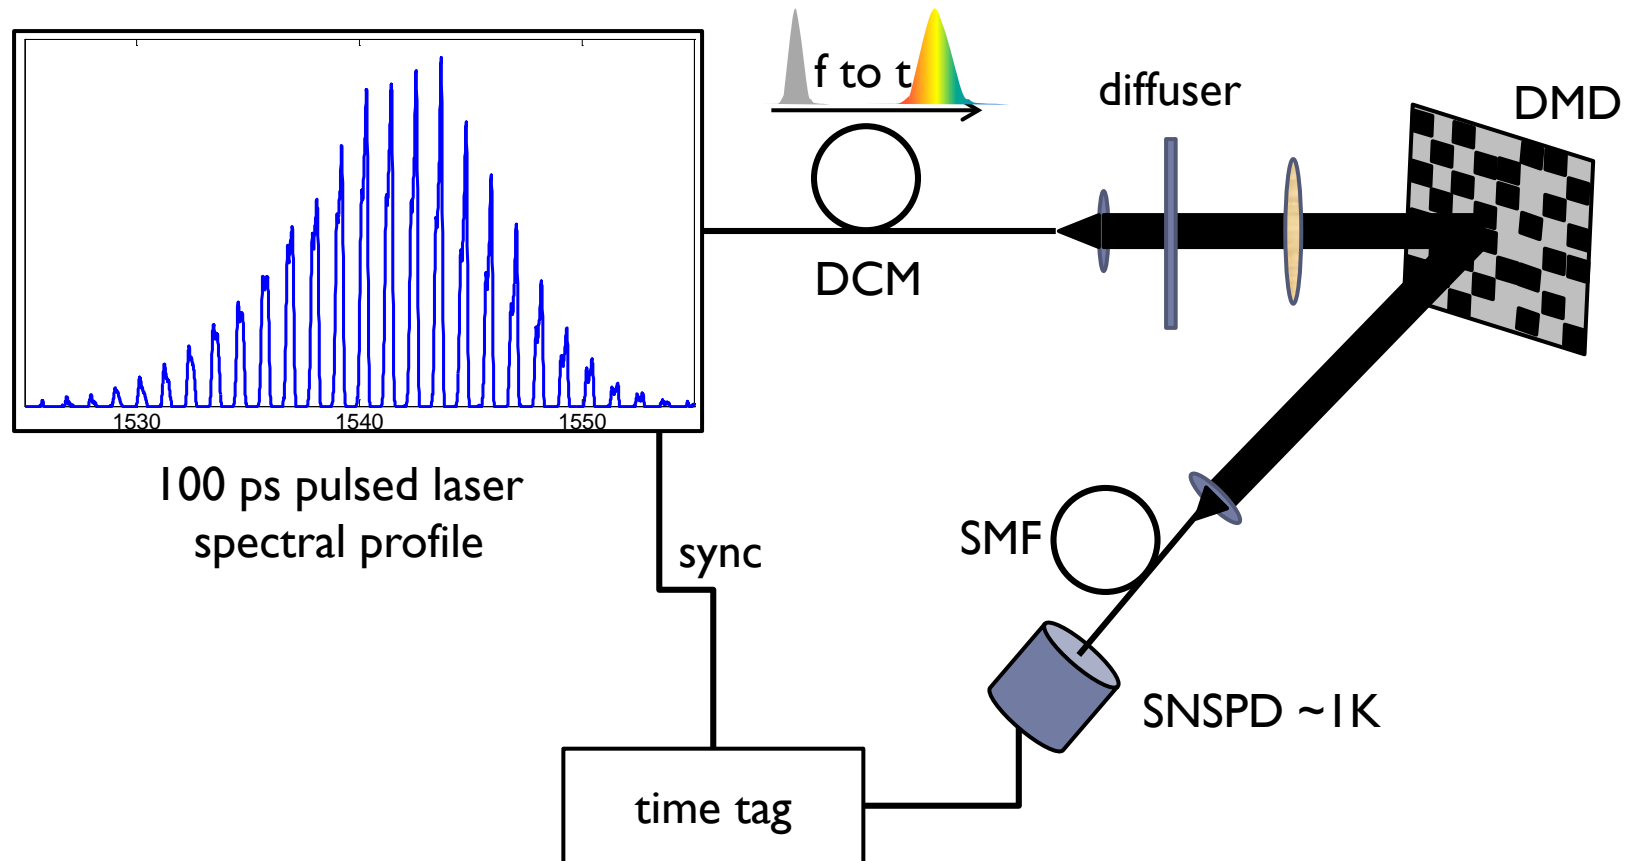 f to t
diffuser
DMD
DCM
1530 1540 1550
100 ps pulsed laser
spectral profile
sync
SMF
SNSPD ~1K
time tag